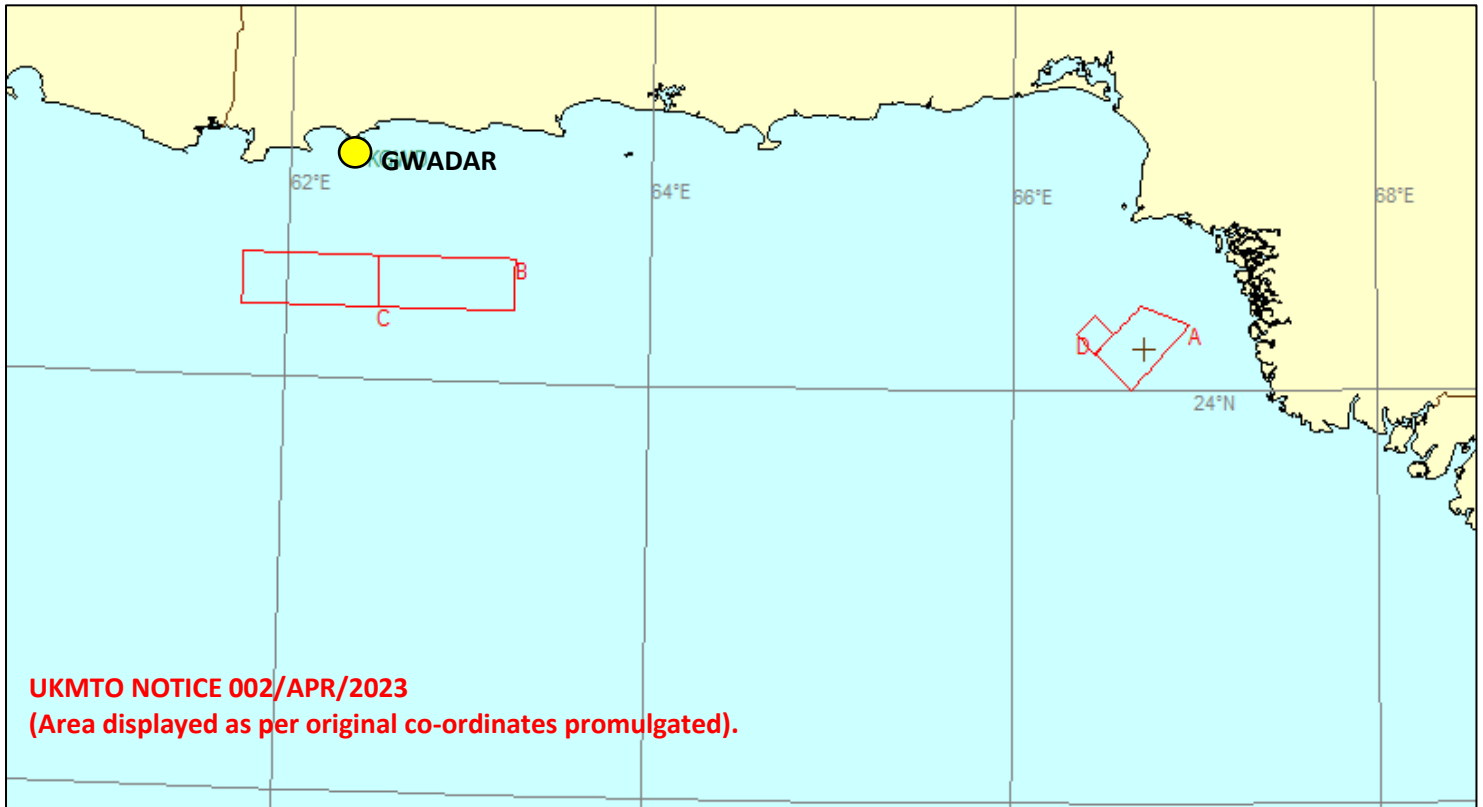 GWADAR
62°E
64°E
66°E
68°E
B
C
A
D
24°N
UKMTO NOTICE 002/APR/2023
(Area displayed as per original co-ordinates promulgated).